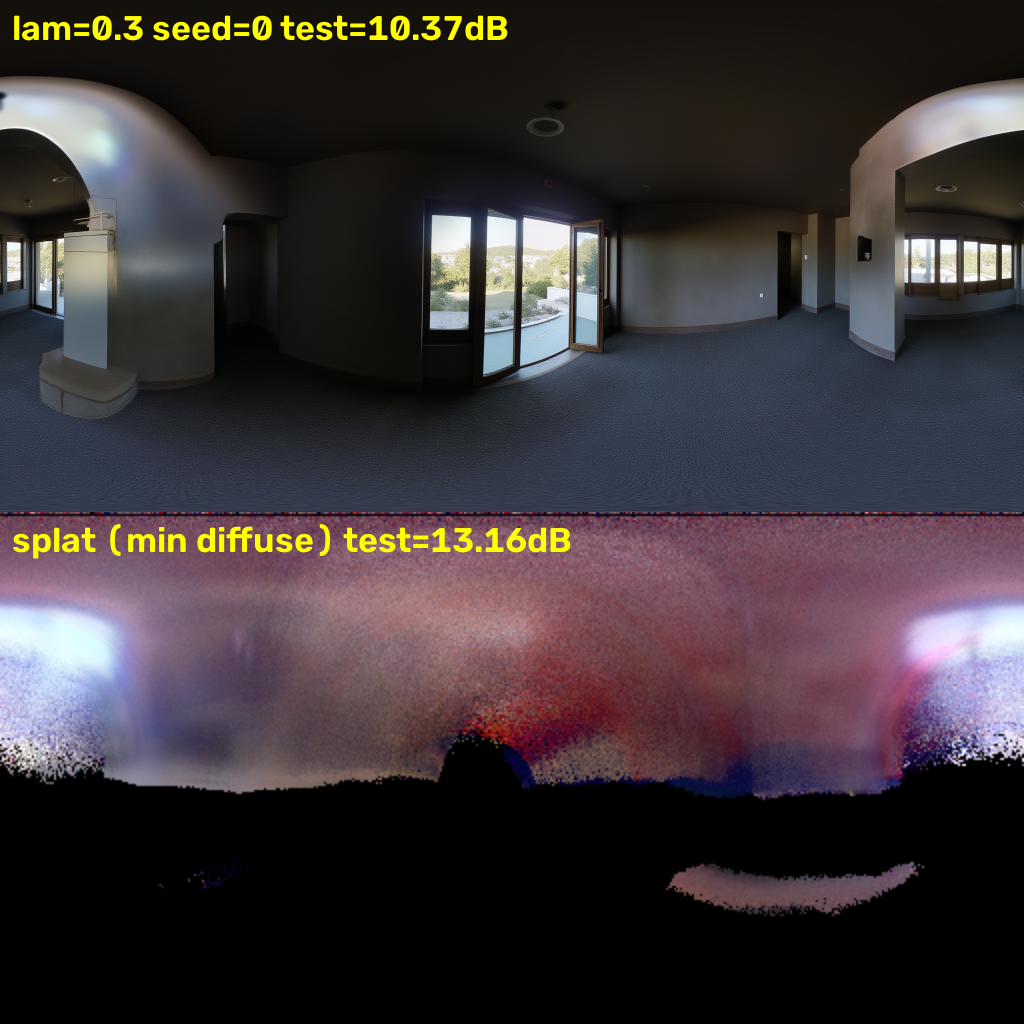 lam=0.3 seed=0 test=10.37dB
splat (min diffuse) test=13.16dB